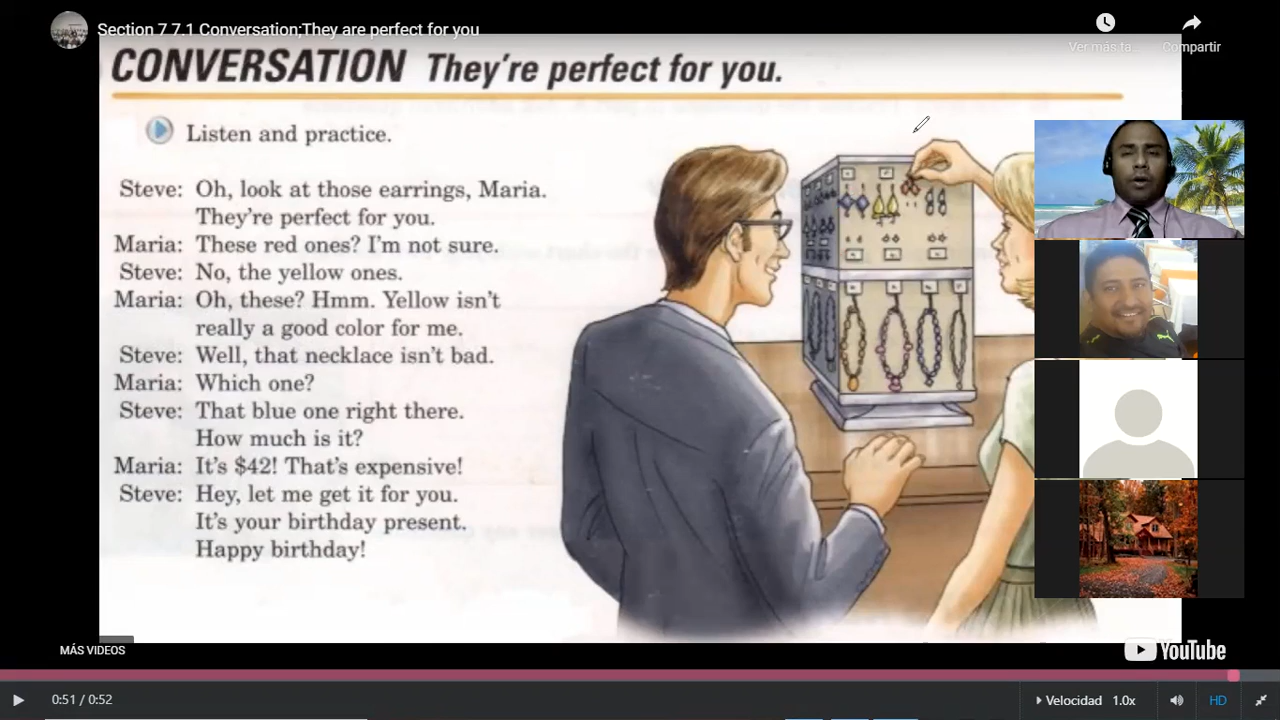 Section 7 7.1 Conversation;They are perfect for you
Ver más ta...
Compartir
CONVERSATION They're perfect for you.
Listen and practice.
Steve: Oh, look at those earrings, Maria.
They're perfect for you.
Maria: These red ones? I'm not sure.
Steve: No, the yellow ones.
Maria: Oh, these? Hmm. Yellow isn't
really a good color for me.
Steve: Well, that necklace isn't bad.
Maria: Which one?
Steve: That blue one right there.
How much is it?
Maria: It's $42! That's expensive!
Steve: Hey, let me get it for you.
It's your birthday present.
Happy birthday!
MÁS VIDEOS
YouTube
0:51 / 0:52
Velocidad 1.0x
HD